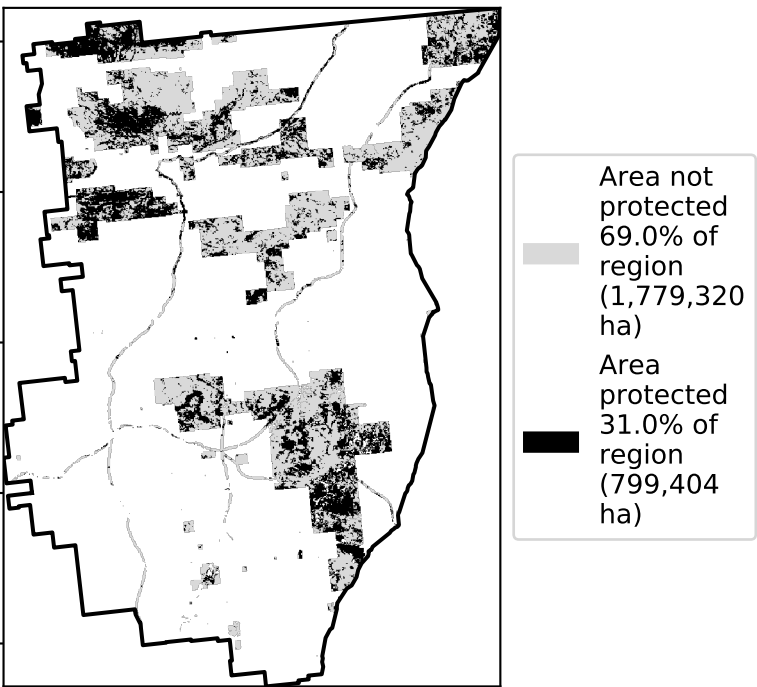 Area not
protected
69.0% of
region
(1,779,320
ha)
Area
protected
31.0% of
region
(799,404
ha)